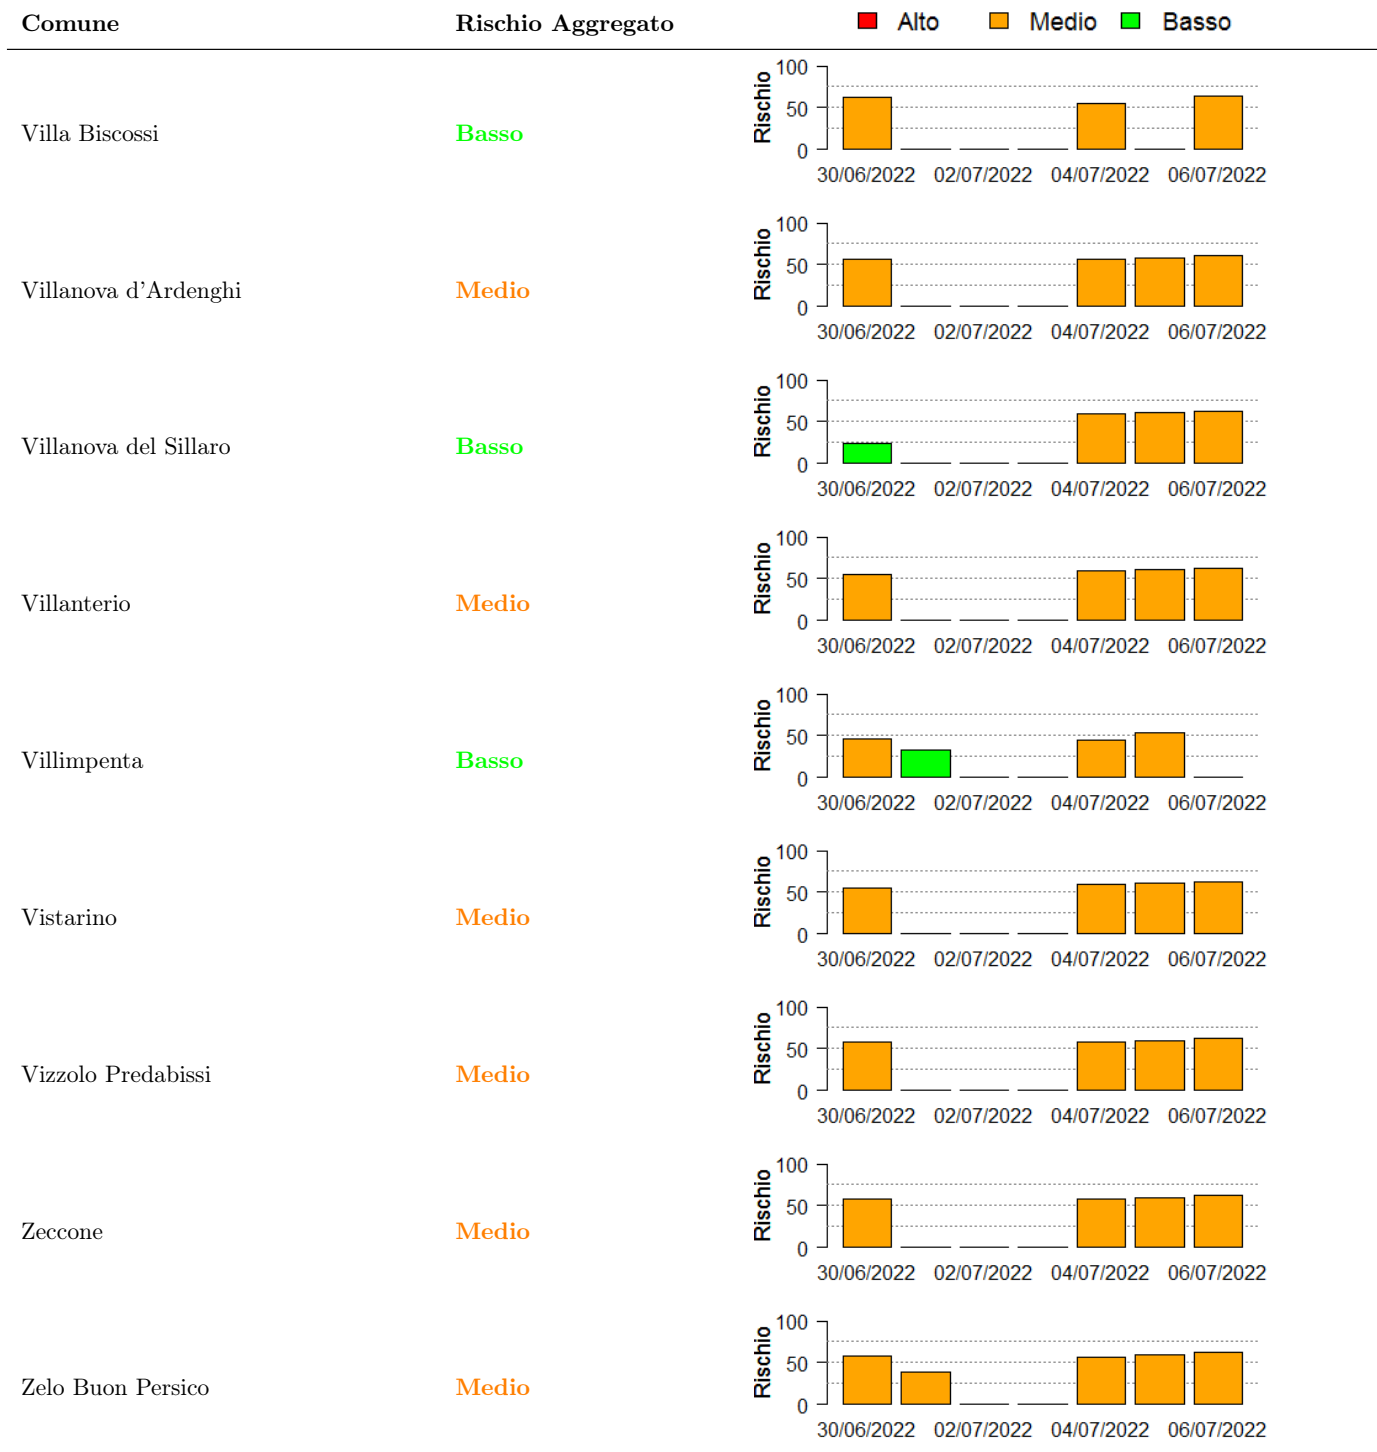 Comune Rischio Aggregato Alto Medio Basso
100
50
0
Rischio
Villa Biscossi Basso
30/06/2022 02/07/2022 04/07/2022 06/07/2022
100
50
0
Rischio
Villanova d'Ardenghi Medio
30/06/2022 02/07/2022 04/07/2022 06/07/2022
100
50
0
Rischio
Villanova del Sillaro Basso
30/06/2022 02/07/2022 04/07/2022 06/07/2022
100
50
0
Rischio
Villanterio Medio
30/06/2022 02/07/2022 04/07/2022 06/07/2022
100
50
0
Rischio
Villimpenta Basso
30/06/2022 02/07/2022 04/07/2022 06/07/2022
100
50
0
Rischio
Vistarino Medio
30/06/2022 02/07/2022 04/07/2022 06/07/2022
100
50
0
Rischio
Vizzolo Predabissi Medio
30/06/2022 02/07/2022 04/07/2022 06/07/2022
100
50
0
Rischio
Zeccone Medio
30/06/2022 02/07/2022 04/07/2022 06/07/2022
100
50
0
Rischio
Zelo Buon Persico Medio
30/06/2022 02/07/2022 04/07/2022 06/07/2022